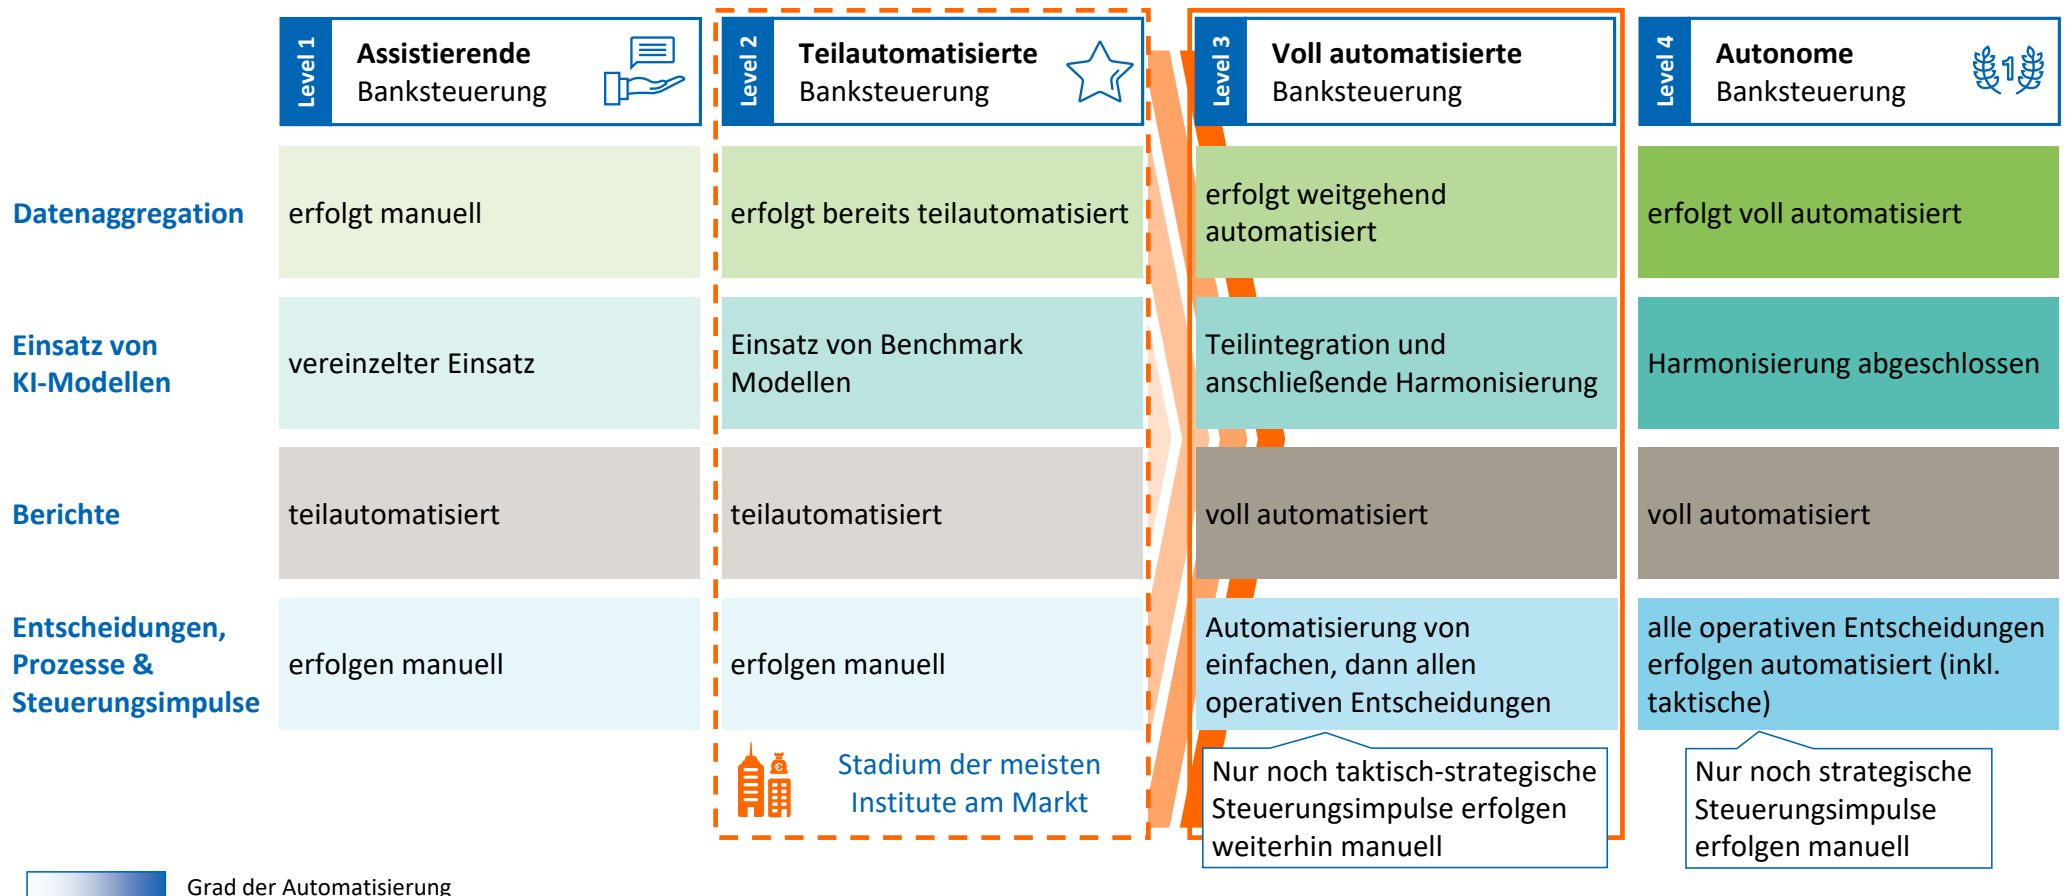 Level 1
Assistierende
Banksteuerung
Level 2
Teilautomatisierte
Banksteuerung
Level 3
Voll automatisierte
Banksteuerung
Level 4
Autonome
Banksteuerung
1
Datenaggregation
erfolgt manuell
erfolgt bereits teilautomatisiert
erfolgt weitgehend
automatisiert
erfolgt voll automatisiert
Einsatz von
KI-Modellen
vereinzelter Einsatz
Einsatz von Benchmark
Modellen
Teilintegration und
anschließende Harmonisierung
Harmonisierung abgeschlossen
Berichte
teilautomatisiert
teilautomatisiert
voll automatisiert
voll automatisiert
Entscheidungen,
Prozesse &
Steuerungsimpulse
erfolgen manuell
erfolgen manuell
Automatisierung von
einfachen, dann allen
operativen Entscheidungen
alle operativen Entscheidungen
erfolgen automatisiert (inkl.
taktische)
€
Stadium der meisten
Institute am Markt
Nur noch taktisch-strategische
Steuerungsimpulse erfolgen
weiterhin manuell
Nur noch strategische
Steuerungsimpulse
erfolgen manuell
Grad der Automatisierung